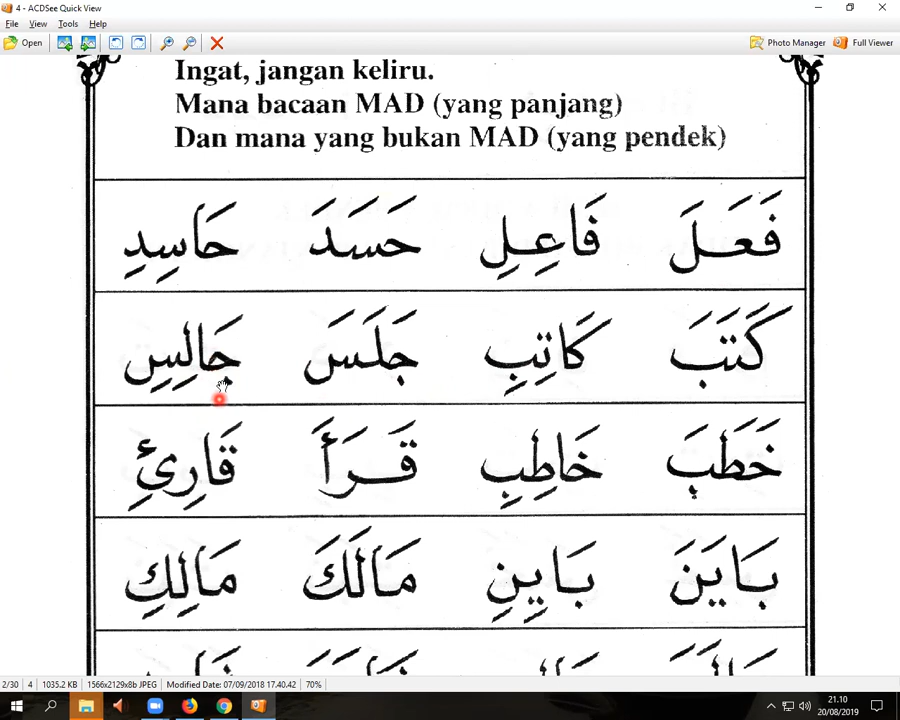 4 - ACDSee Quick View
File View Tools Help
Open Photo Manager Full Viewer
Ingat, jangan keliru.
Mana bacaan MAD (yang panjang)
Dan mana yang bukan MAD (yang pendek)
فَعَلَ فَاعِلِ حَسَدَ حَاسِدِ
كَتَبَ كَاتِبِ جَلَسَ جَالِسِ
خَطَبَ خَاطِبِ قَرَأَ قَارِئِ
بَايَنَ بَايِنِ مَالَكَ مَالِكِ
2/30 4 1035.2 KB 1566x2129x8b JPEG Modified Date: 07/09/2018 17.40.42 70%
21.10
20/08/2019